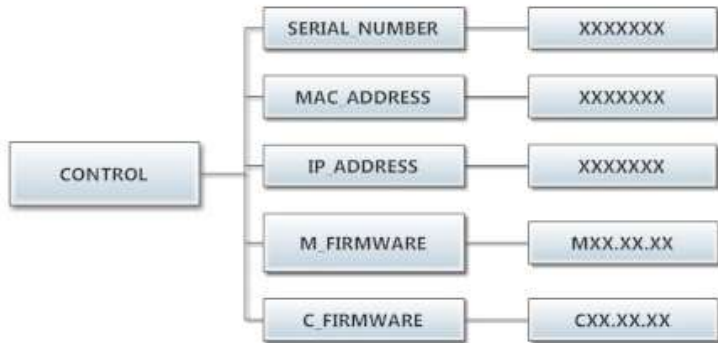 SERIAL_NUMBER XXXXXXX
MAC_ADDRESS XXXXXXX
CONTROL
IP_ADDRESS XXXXXXX
M_FIRMWARE MXX.XX.XX
C_FIRMWARE CXX.XX.XX